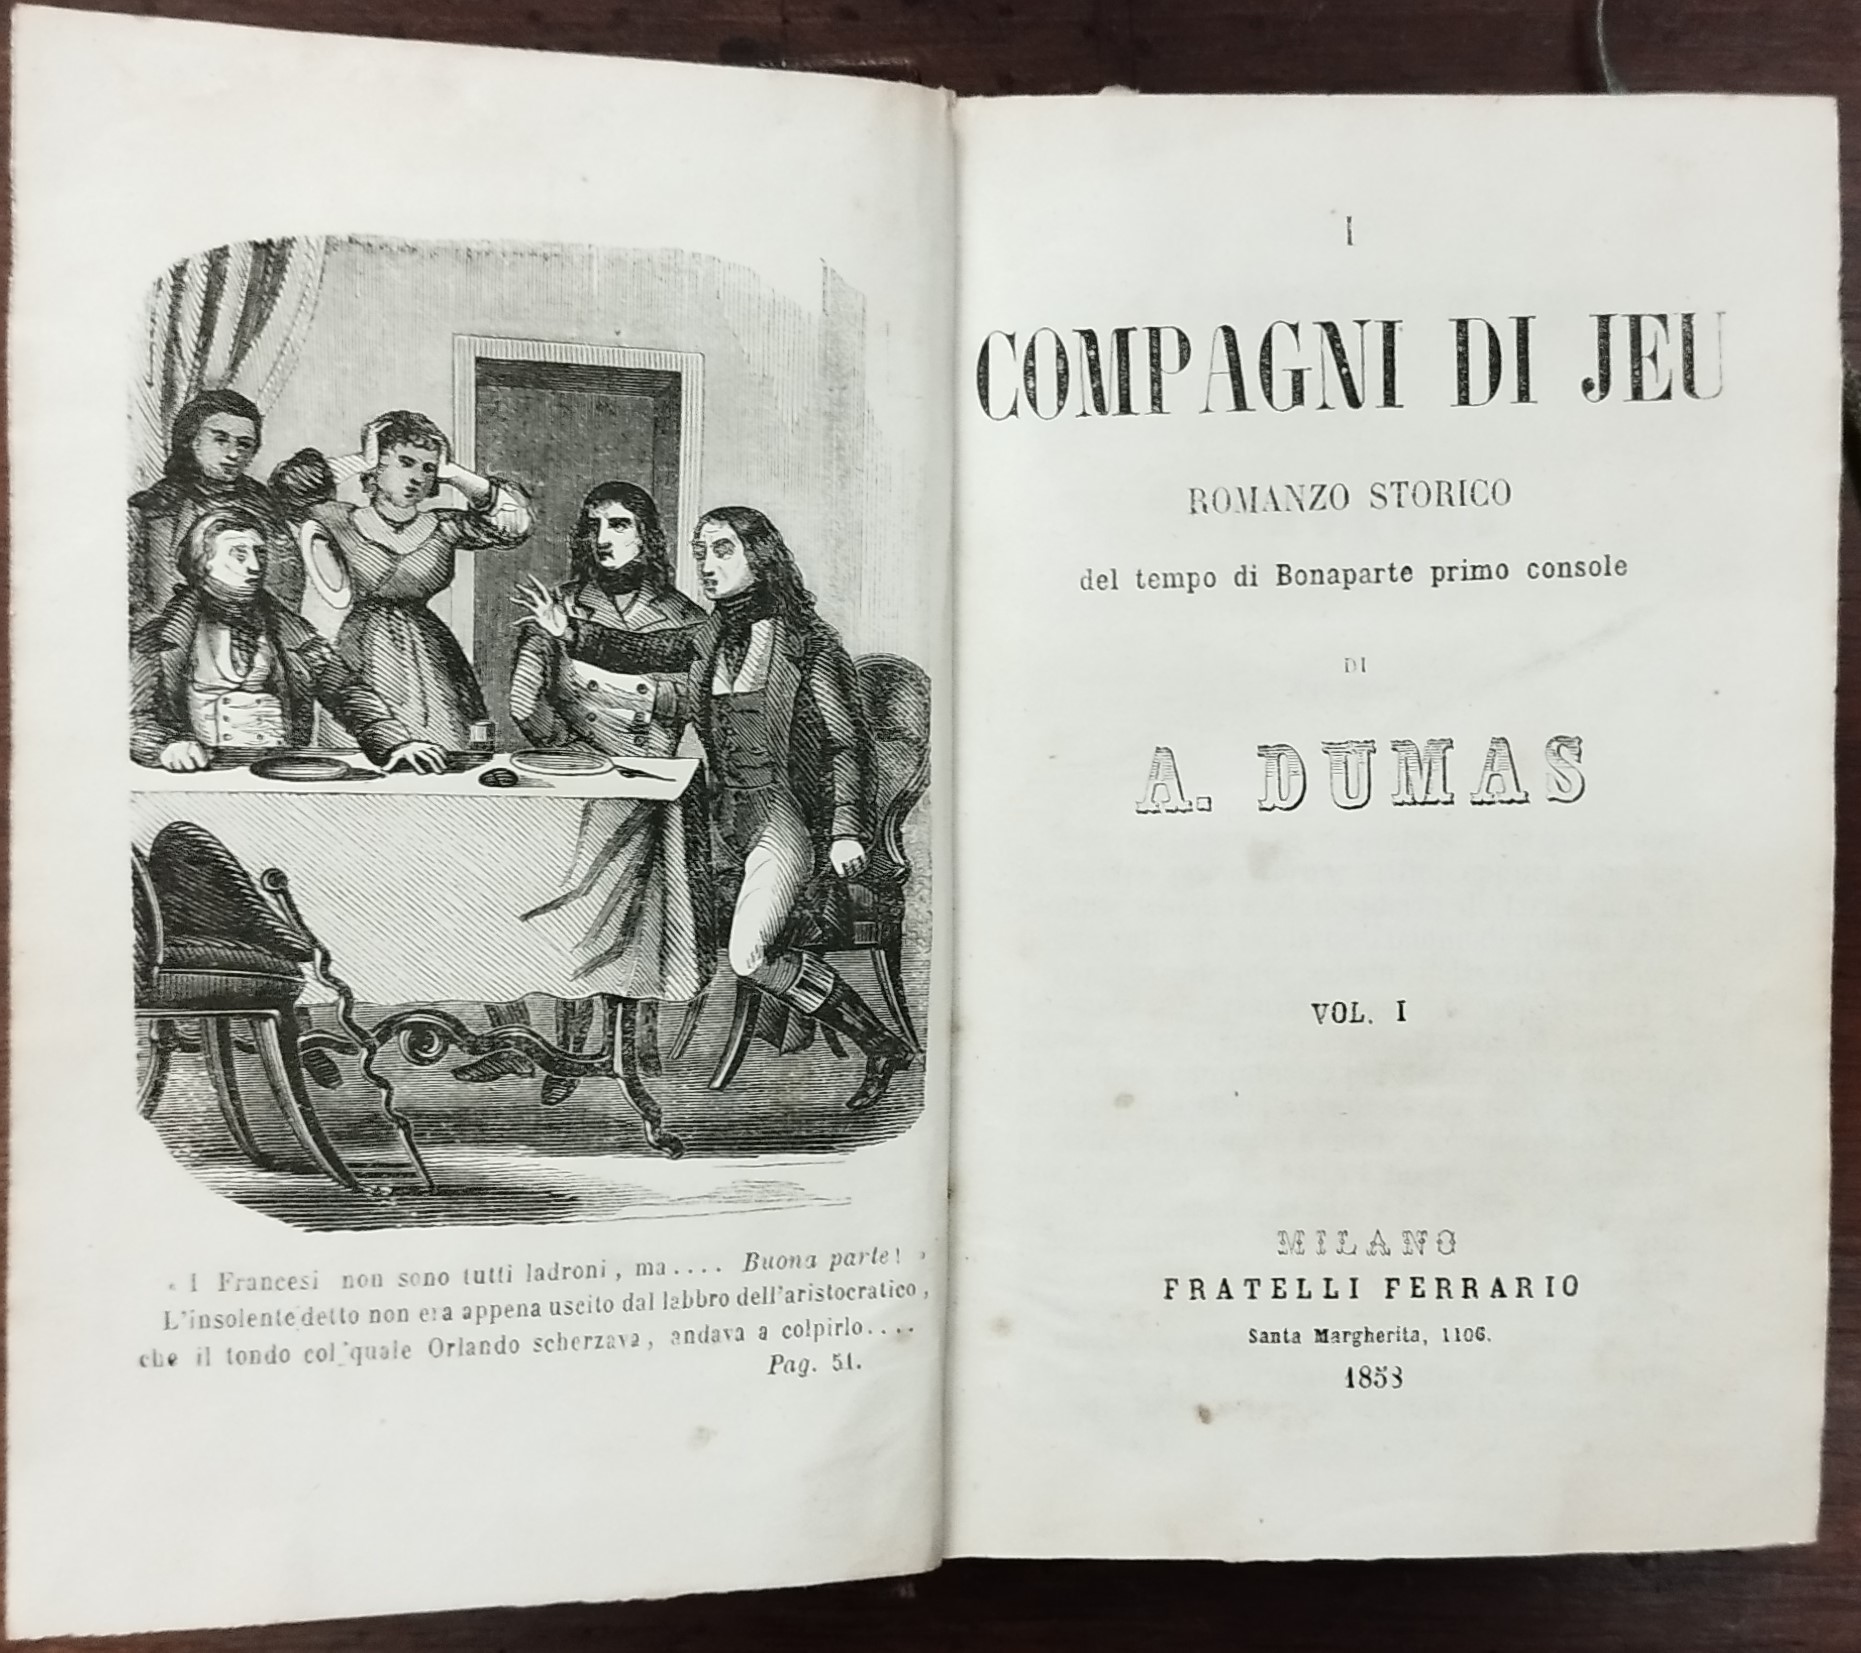 « I Francesi non sono tutti ladroni, ma.... Buona parte! »
L'insolente detto non era appena uscito dal labbro dell'aristocratico,
che il tondo col quale Orlando scherzava, andava a colpirlo....
Pag. 51.
I
COMPAGNI DI JEU
ROMANZO STORICO
del tempo di Bonaparte primo console
DI
A. DUMAS
VOL. I
MILANO
FRATELLI FERRARIO
Santa Margherita, 1106.
1858